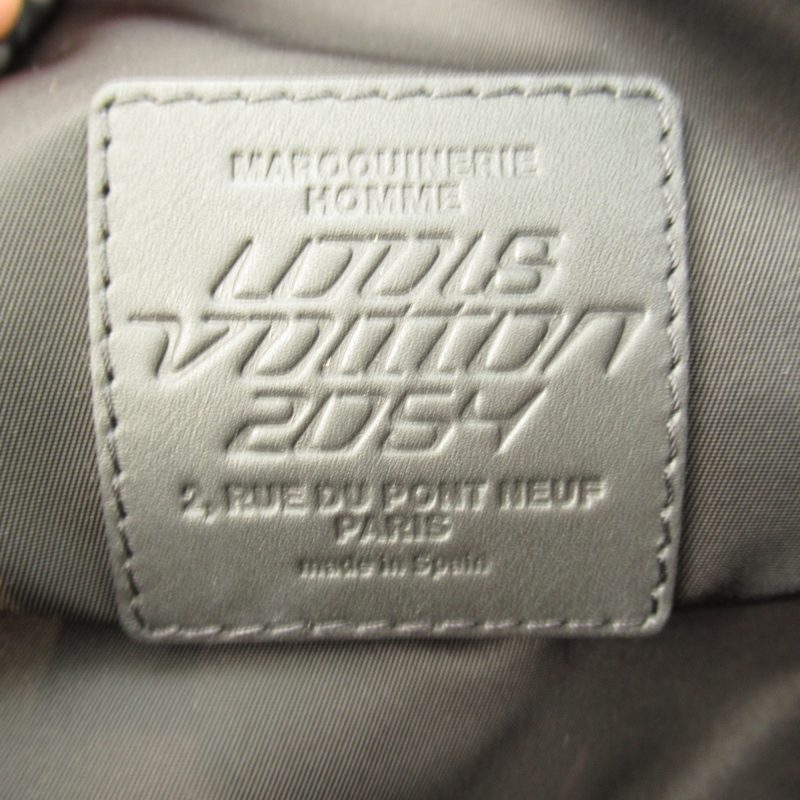 MAROQUINERIE
HOMME
LOUIS
VUITTON
2054
2, RUE DU PONT NEUF
PARIS
made in Spain